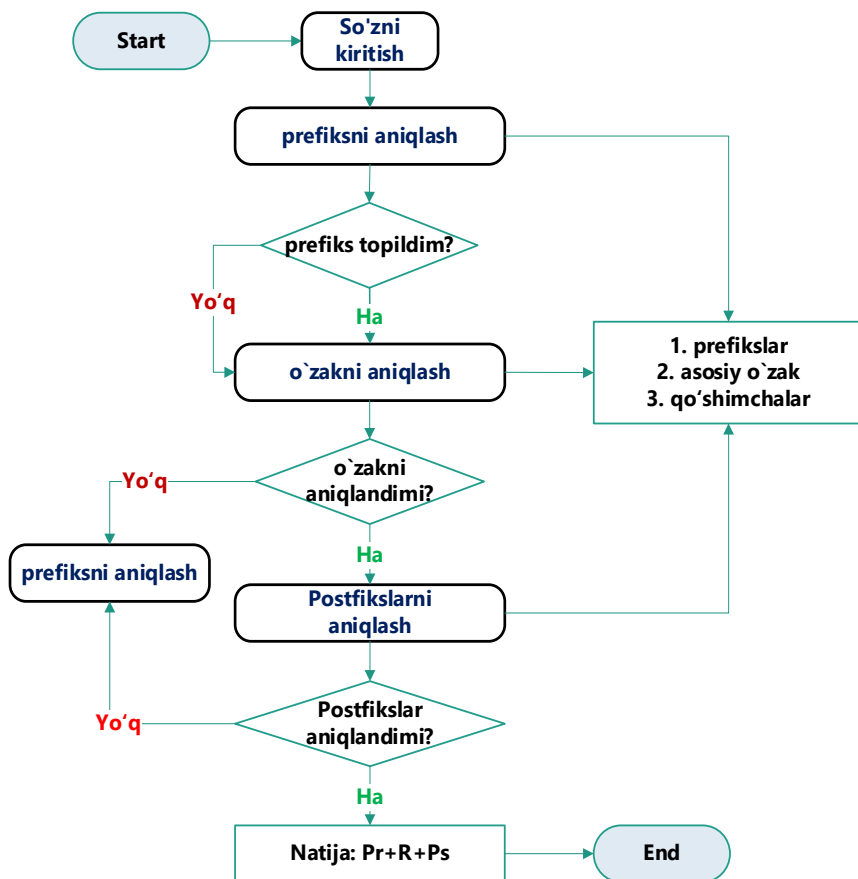 Start
So'zni
kiritish
prefiksni aniqlash
prefiks topildim?
Yo‘q
Ha
o`zakni aniqlash
1. prefikslar
2. asosiy o`zak
3. qo‘shimchalar
o`zakni
aniqlandimi?
Yo‘q
Ha
prefiksni aniqlash
Postfikslarni
aniqlash
Postfikslar
aniqlandimi?
Yo‘q
Ha
Natija: Pr+R+Ps
End